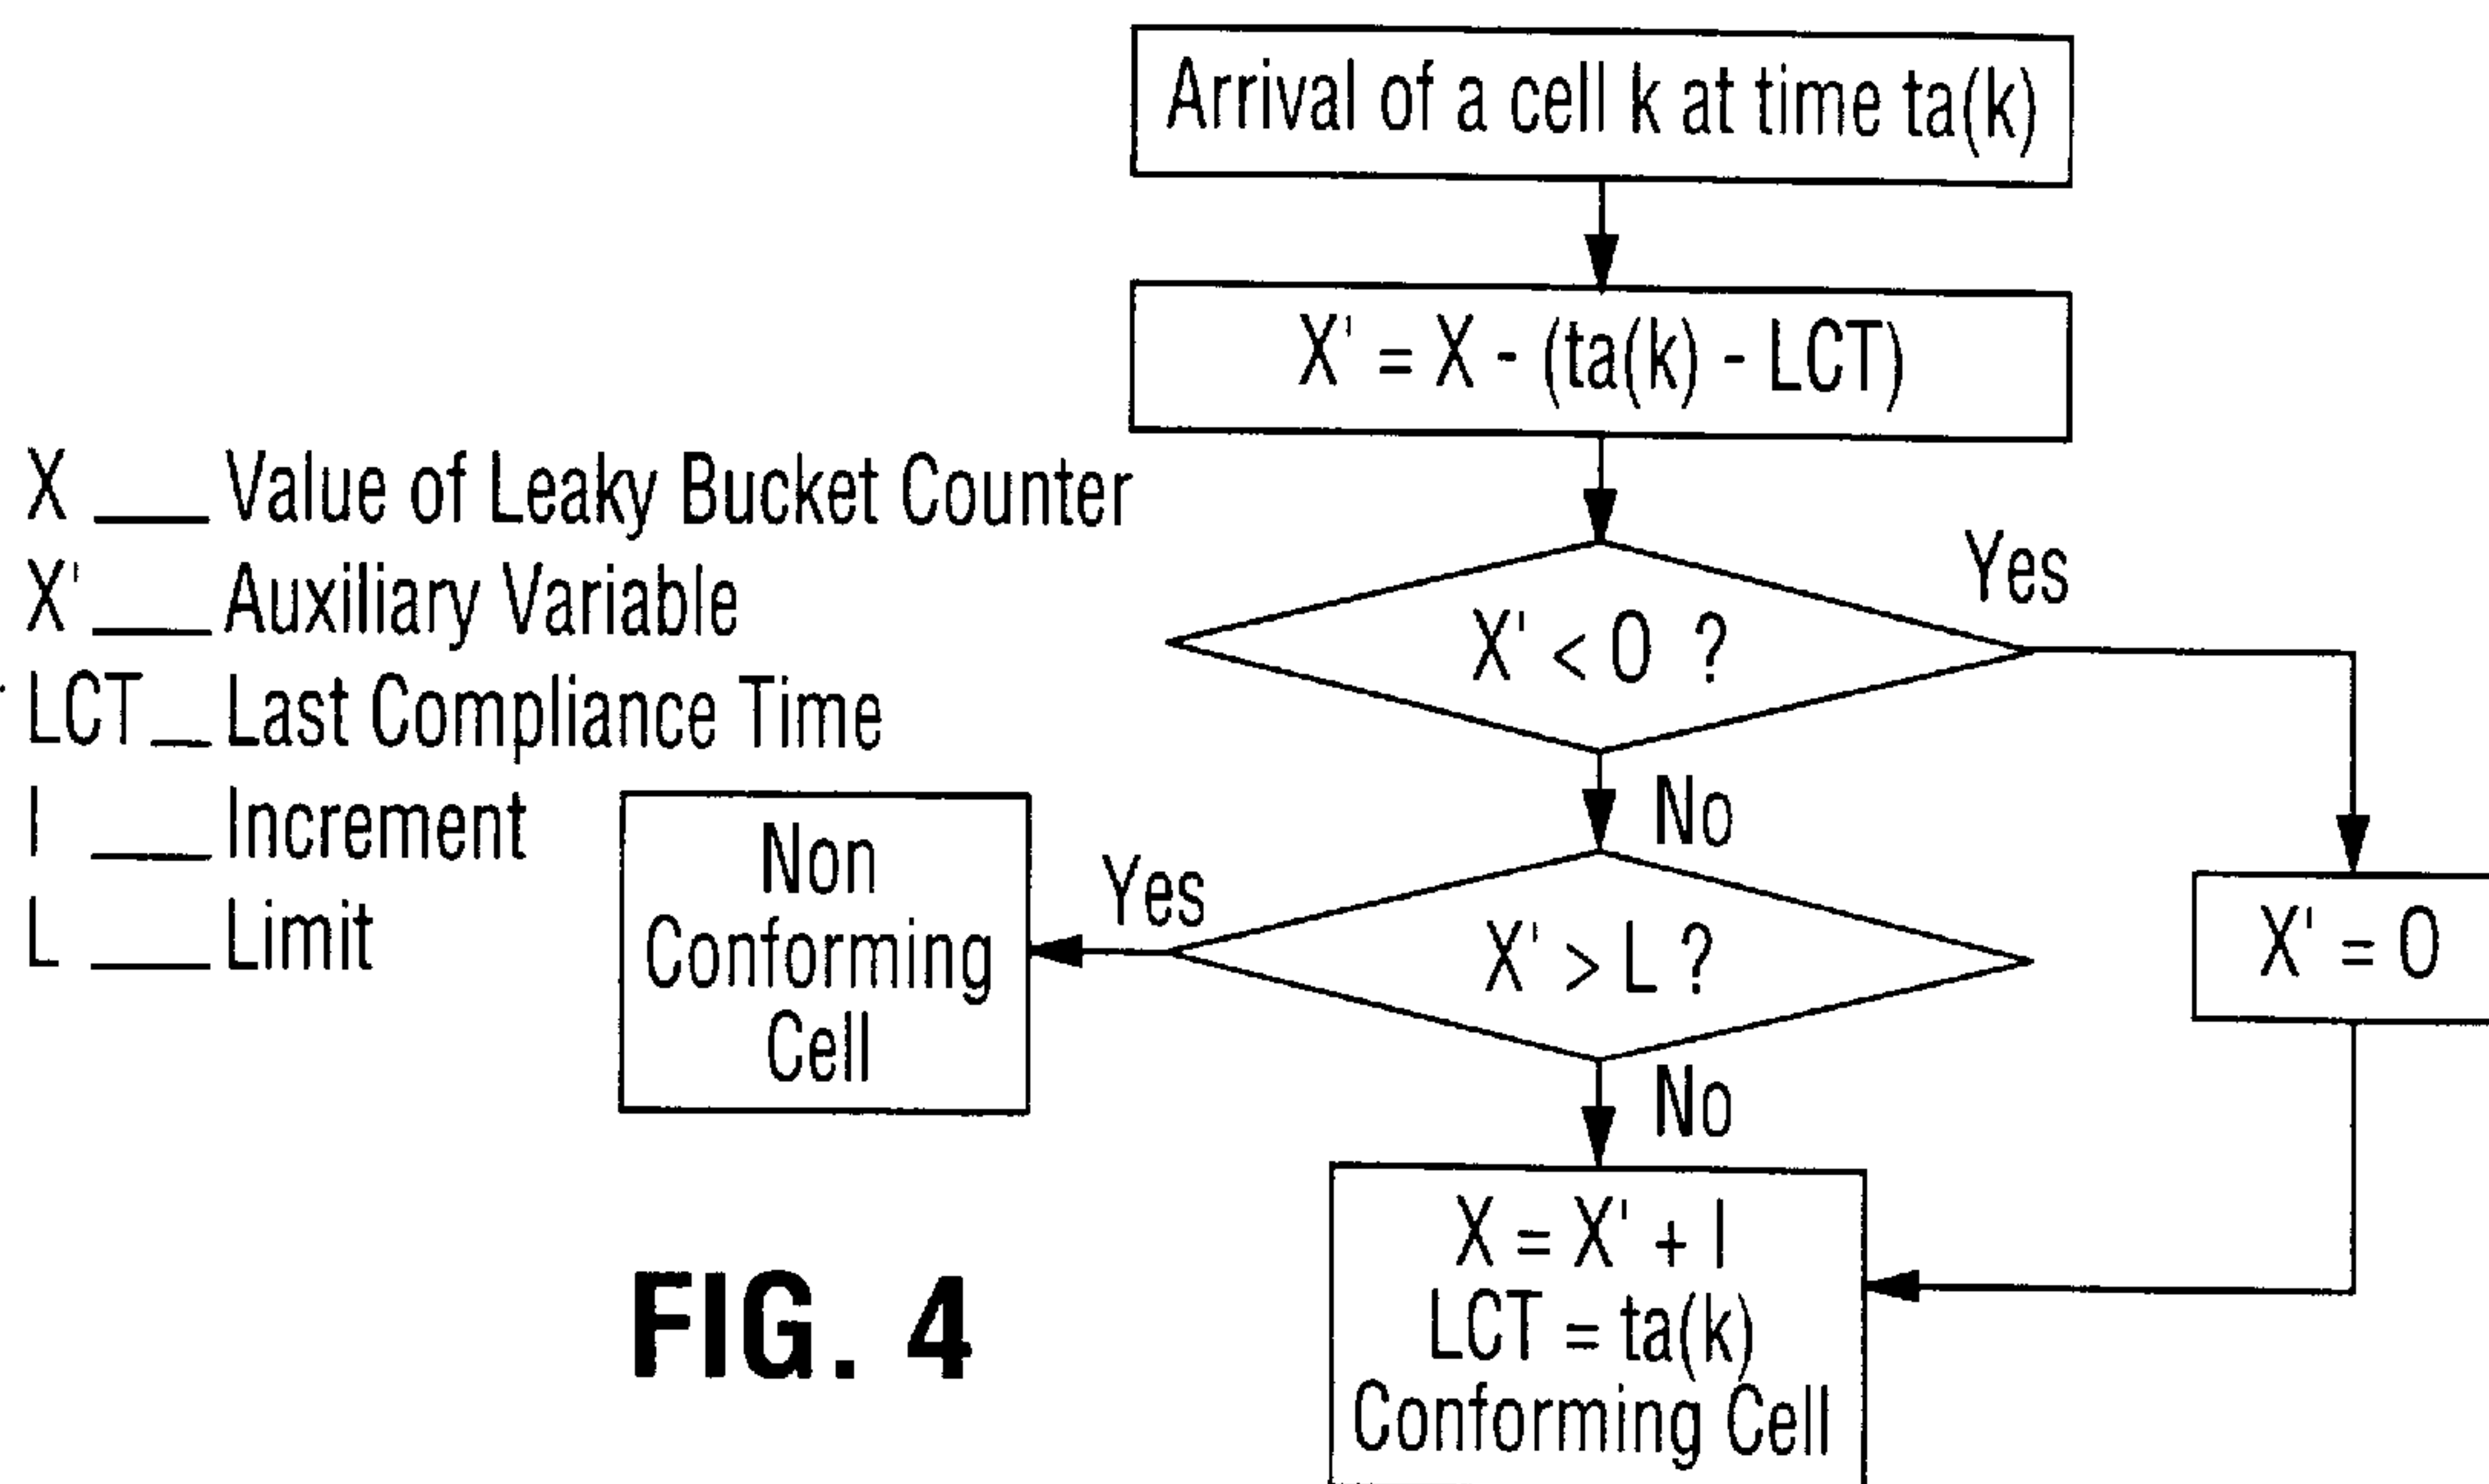 Arrival of a cell k at time ta(k)
X' = X - (ta(k) - LCT)
X ___ Value of Leaky Bucket Counter
X' ___ Auxiliary Variable
LCT __ Last Compliance Time
I ___ Increment
L ___ Limit
X' < 0 ?
Yes
No
X' > L ?
Yes
Non
Conforming
Cell
X' = 0
No
X = X' + I
LCT = ta(k)
Conforming Cell
FIG. 4